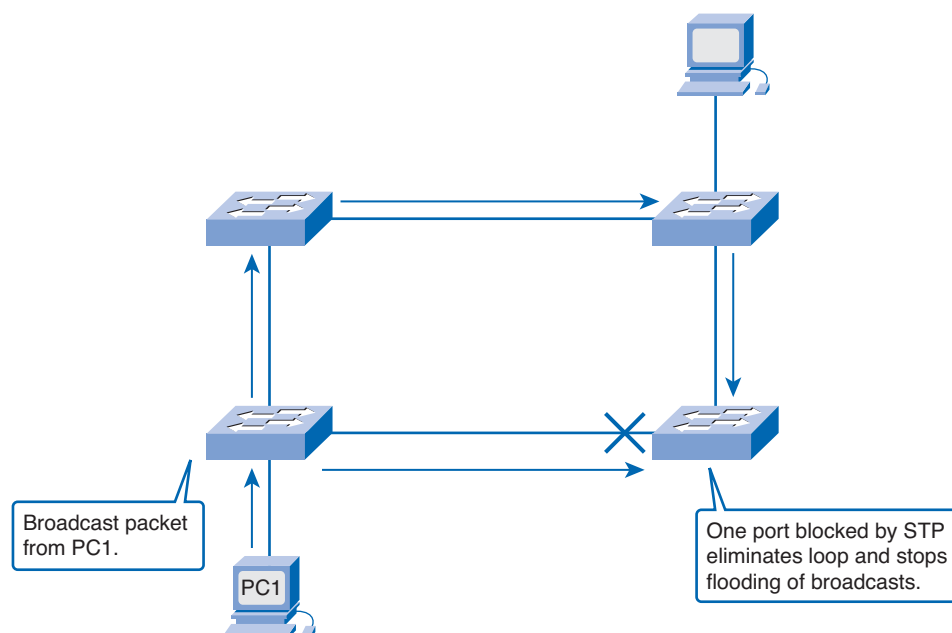 Broadcast packet
from PC1.
PC1
One port blocked by STP
eliminates loop and stops
flooding of broadcasts.